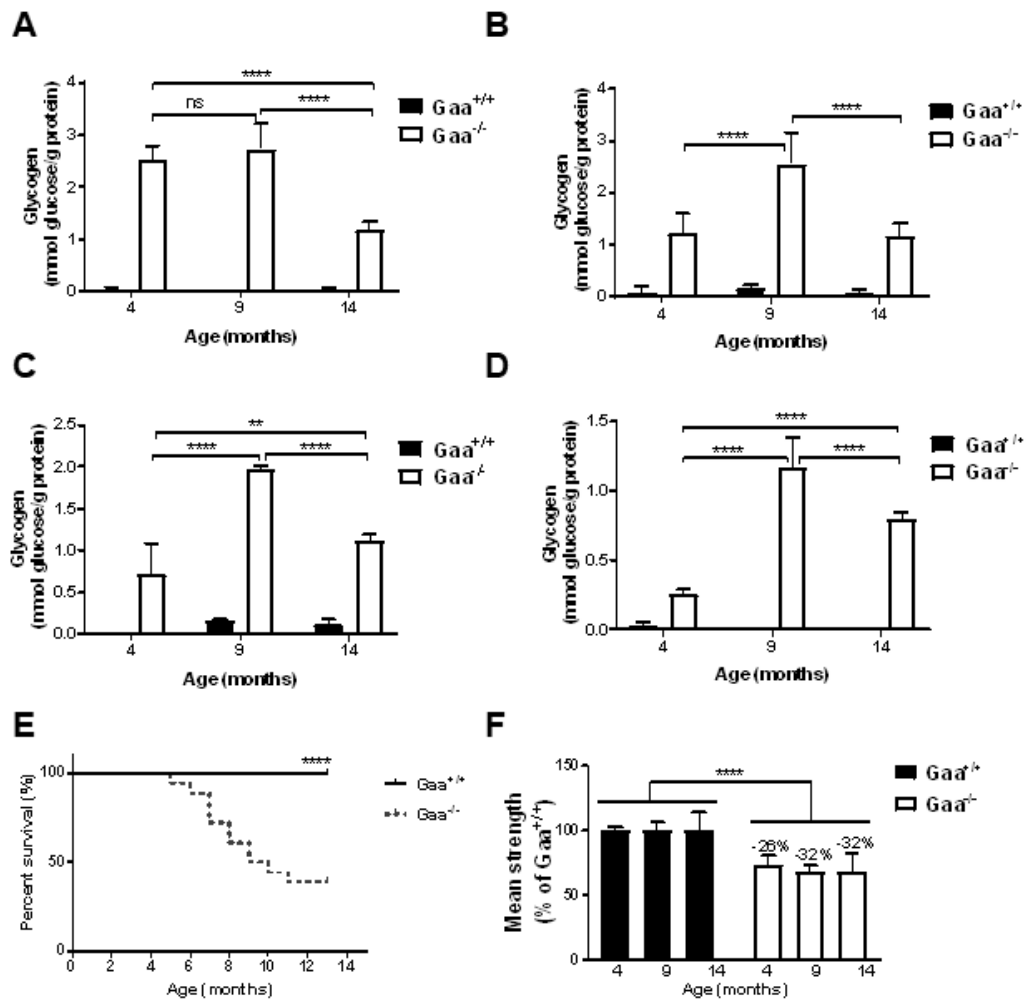 A
Glycogen
(mmol glucose/g protein)
4
3
2
1
0
****
ns
****
4 9 14
Age (months)
Gaa+/+
Gaa-/-
B
Glycogen
(mmol glucose/g protein)
4
3
2
1
0
****
****
4 9 14
Age (months)
Gaa+/+
Gaa-/-
C
Glycogen
(mmol glucose/g protein)
2.5
2.0
1.5
1.0
0.5
0.0
**
****
****
4 9 14
Age (months)
Gaa+/+
Gaa-/-
D
Glycogen
(mmol glucose/g protein)
1.5
1.0
0.5
0.0
****
****
****
4 9 14
Age (months)
Gaa+/+
Gaa-/-
E
Percent survival (%)
100
50
0
****
0 2 4 6 8 10 12 14
Age (months)
Gaa+/+
Gaa-/-
F
Mean strength
(% of Gaa+/+)
150
100
50
0
****
-26% -32% -32%
4 9 14 4 9 14
Age (months)
Gaa+/+
Gaa-/-